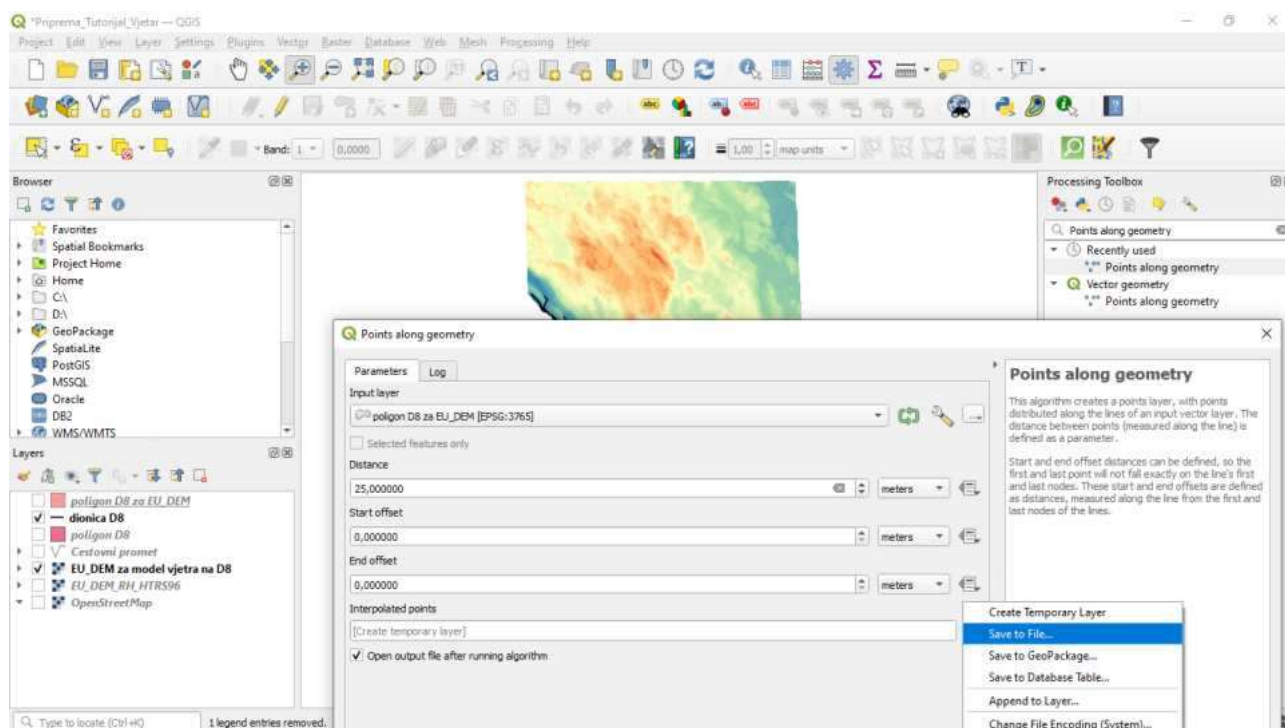 *Priprema_Tutorijal_Vjetar — QGIS
Project Edit View Layer Settings Plugins Vector Raster Database Web Mesh Processing Help
Band: 1 0,0000 1,00 map units
Browser
Favorites
Spatial Bookmarks
Project Home
Home
C:\
D:\
GeoPackage
SpatiaLite
PostGIS
MSSQL
Oracle
DB2
WMS/WMTS
Layers
poligon D8 za EU_DEM
dionica D8
poligon D8
Cestovni promet
EU_DEM za model vjetra na D8
EU_DEM_RH_HTRS96
OpenStreetMap
Type to locate (Ctrl+K)
1 legend entries removed.
Processing Toolbox
Points along geometry
Recently used
Points along geometry
Vector geometry
Points along geometry
Points along geometry
Parameters Log
Input layer
poligon D8 za EU_DEM [EPSG:3765]
Selected features only
Distance
25,000000 meters
Start offset
0,000000 meters
End offset
0,000000 meters
Interpolated points
[Create temporary layer]
Open output file after running algorithm
Create Temporary Layer
Save to File...
Save to GeoPackage...
Save to Database Table...
Append to Layer...
Change File Encoding (System)...
Points along geometry
This algorithm creates a points layer, with points
distributed along the lines of an input vector layer. The
distance between points (measured along the line) is
defined as a parameter.
Start and end offset distances can be defined, so the
first and last point will not fall exactly on the line's first
and last nodes. These start and end offsets are defined
as distances, measured along the line from the first and
last nodes of the lines.